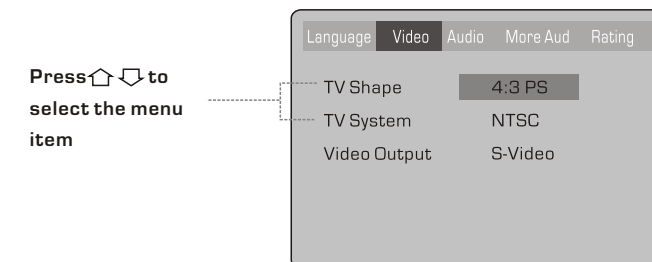 Language Video Audio More Aud Rating
Press⇧ ⇩ to
select the menu
item
TV Shape 4:3 PS
TV System NTSC
Video Output S-Video